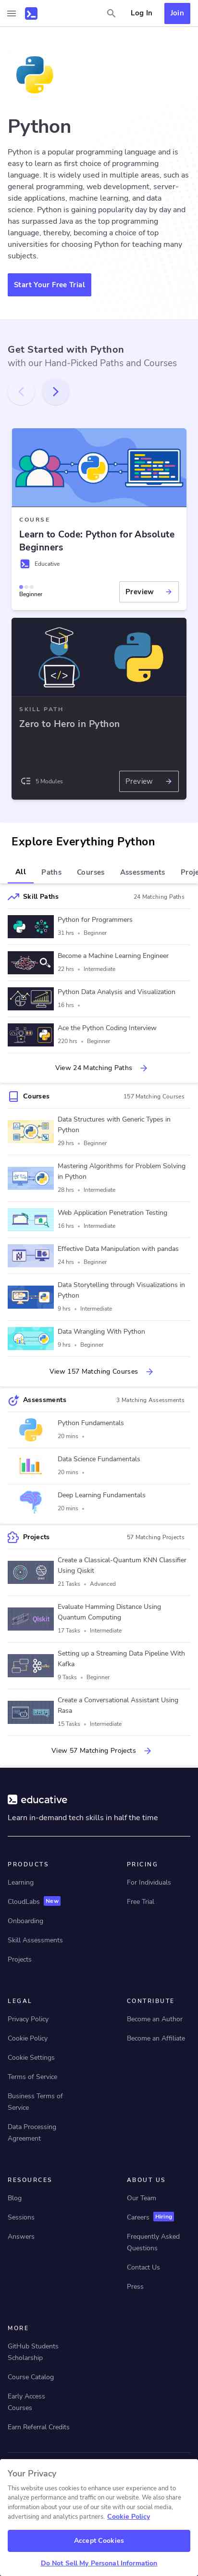 Log In
Join
Python
Python is a popular programming language and is
easy to learn as first choice of programming
language. It is widely used in multiple areas, such as
general programming, web development, server-
side programming, machine learning, and data
science. Python is gaining popularity day by day and
has surpassed Java as the most popular
language, thereby, becoming a choice of top
universities for choosing Python for teaching many
subjects.
Start Your Free Trial
Get Started with Python
with our Hand-Picked Paths and Courses
COURSE
Learn to Code: Python for Absolute
Beginners
Educative
Beginner
Preview
SKILL PATH
Zero to Hero in Python
5 Modules
Preview
Explore Everything Python
All
Paths
Courses
Assessments
Proje
Skill Paths
24 Matching Paths
Python for Programmers
31 hrs • Beginner
Become a Machine Learning Engineer
22 hrs • Intermediate
Python Data Analysis and Visualization
16 hrs •
Ace the Python Coding Interview
220 hrs • Beginner
View 24 Matching Paths
Courses
157 Matching Courses
Data Structures with Generic Types in
Python
29 hrs • Beginner
Mastering Algorithms for Problem Solving
in Python
28 hrs • Intermediate
Web Application Penetration Testing
16 hrs • Intermediate
Effective Data Manipulation with pandas
24 hrs • Beginner
Data Storytelling through Visualizations in
Python
9 hrs • Intermediate
Data Wrangling With Python
9 hrs • Beginner
View 157 Matching Courses
Assessments
3 Matching Assessments
Python Fundamentals
20 mins •
Data Science Fundamentals
20 mins •
Deep Learning Fundamentals
20 mins •
Projects
57 Matching Projects
Create a Classical-Quantum KNN Classifier
Using Qiskit
21 Tasks • Advanced
Qiskit
Evaluate Hamming Distance Using
Quantum Computing
17 Tasks • Intermediate
Setting up a Streaming Data Pipeline With
Kafka
9 Tasks • Beginner
Create a Conversational Assistant Using
Rasa
15 Tasks • Intermediate
View 57 Matching Projects
educative
Learn in-demand tech skills in half the time
PRODUCTS
Learning
CloudLabs New
Onboarding
Skill Assessments
Projects
PRICING
For Individuals
Free Trial
LEGAL
Privacy Policy
Cookie Policy
Cookie Settings
Terms of Service
Business Terms of
Service
Data Processing
Agreement
CONTRIBUTE
Become an Author
Become an Affiliate
RESOURCES
Blog
Sessions
Answers
ABOUT US
Our Team
Careers Hiring
Frequently Asked
Questions
Contact Us
Press
MORE
GitHub Students
Scholarship
Course Catalog
Early Access
Courses
Earn Referral Credits
Your Privacy
This website uses cookies to enhance user experience and to
analyze performance and traffic on our website. We also share
information about your use of our site with our social media,
advertising, and analytics partners. Cookie Policy
Accept Cookies
Do Not Sell My Personal Information